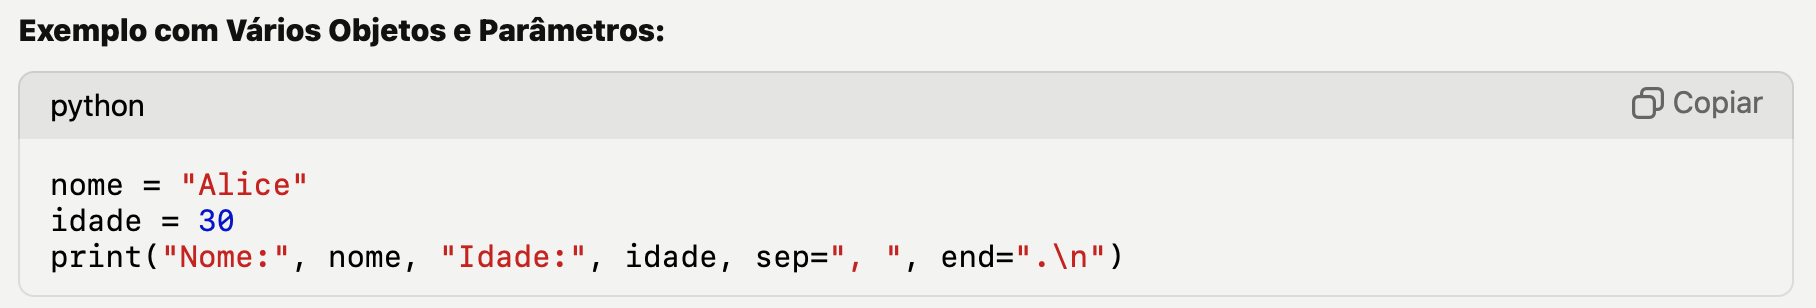 Exemplo com Vários Objetos e Parâmetros:
python
Copiar
nome = "Alice"
idade = 30
print("Nome:", nome, "Idade:", idade, sep=", ", end=".\n")